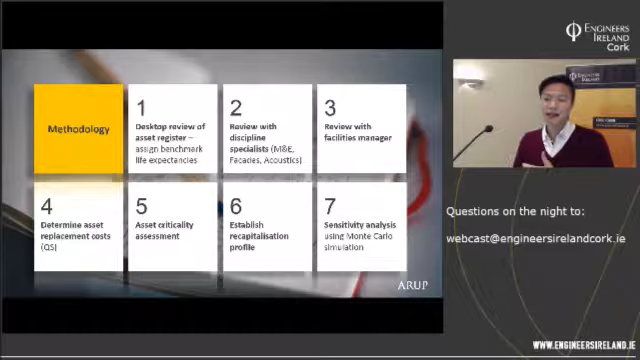 ENGINEERS
IRELAND
Cork
Methodology
1
Desktop review of
asset register –
assign benchmark
life expectancies
2
Review with
discipline
specialists (M&E,
Facades, Acoustics)
3
Review with
facilities manager
4
Determine asset
replacement costs
(QS)
5
Asset criticality
assessment
6
Establish
recapitalisation
profile
7
Sensitivity analysis
using Monte Carlo
simulation
ARUP
Questions on the night to:
webcast@engineersirelandcork.ie
WWW.ENGINEERSIRELAND.IE